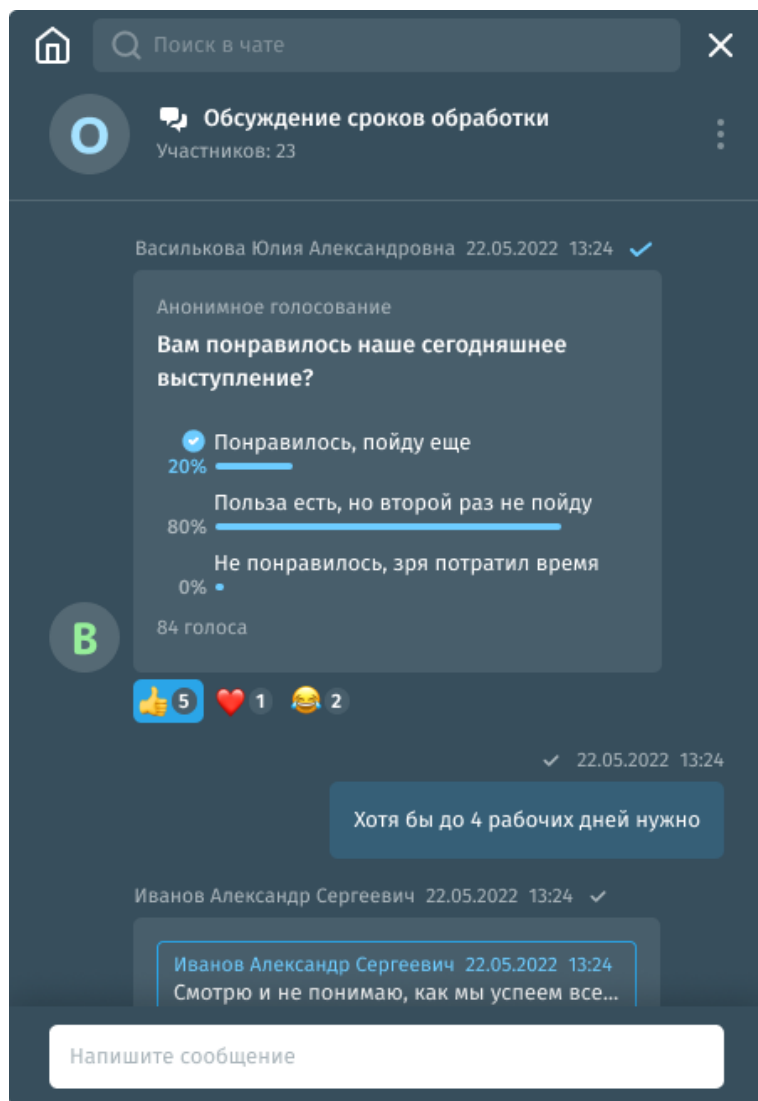 Поиск в чате
О
Обсуждение сроков обработки
Участников: 23
Василькова Юлия Александровна 22.05.2022 13:24
Анонимное голосование
Вам понравилось наше сегодняшнее
выступление?
Понравилось, пойду еще
20%
Польза есть, но второй раз не пойду
80%
Не понравилось, зря потратил время
0%
84 голоса
В
5 1 2
22.05.2022 13:24
Хотя бы до 4 рабочих дней нужно
Иванов Александр Сергеевич 22.05.2022 13:24
Иванов Александр Сергеевич 22.05.2022 13:24
Смотрю и не понимаю, как мы успеем все...
Напишите сообщение